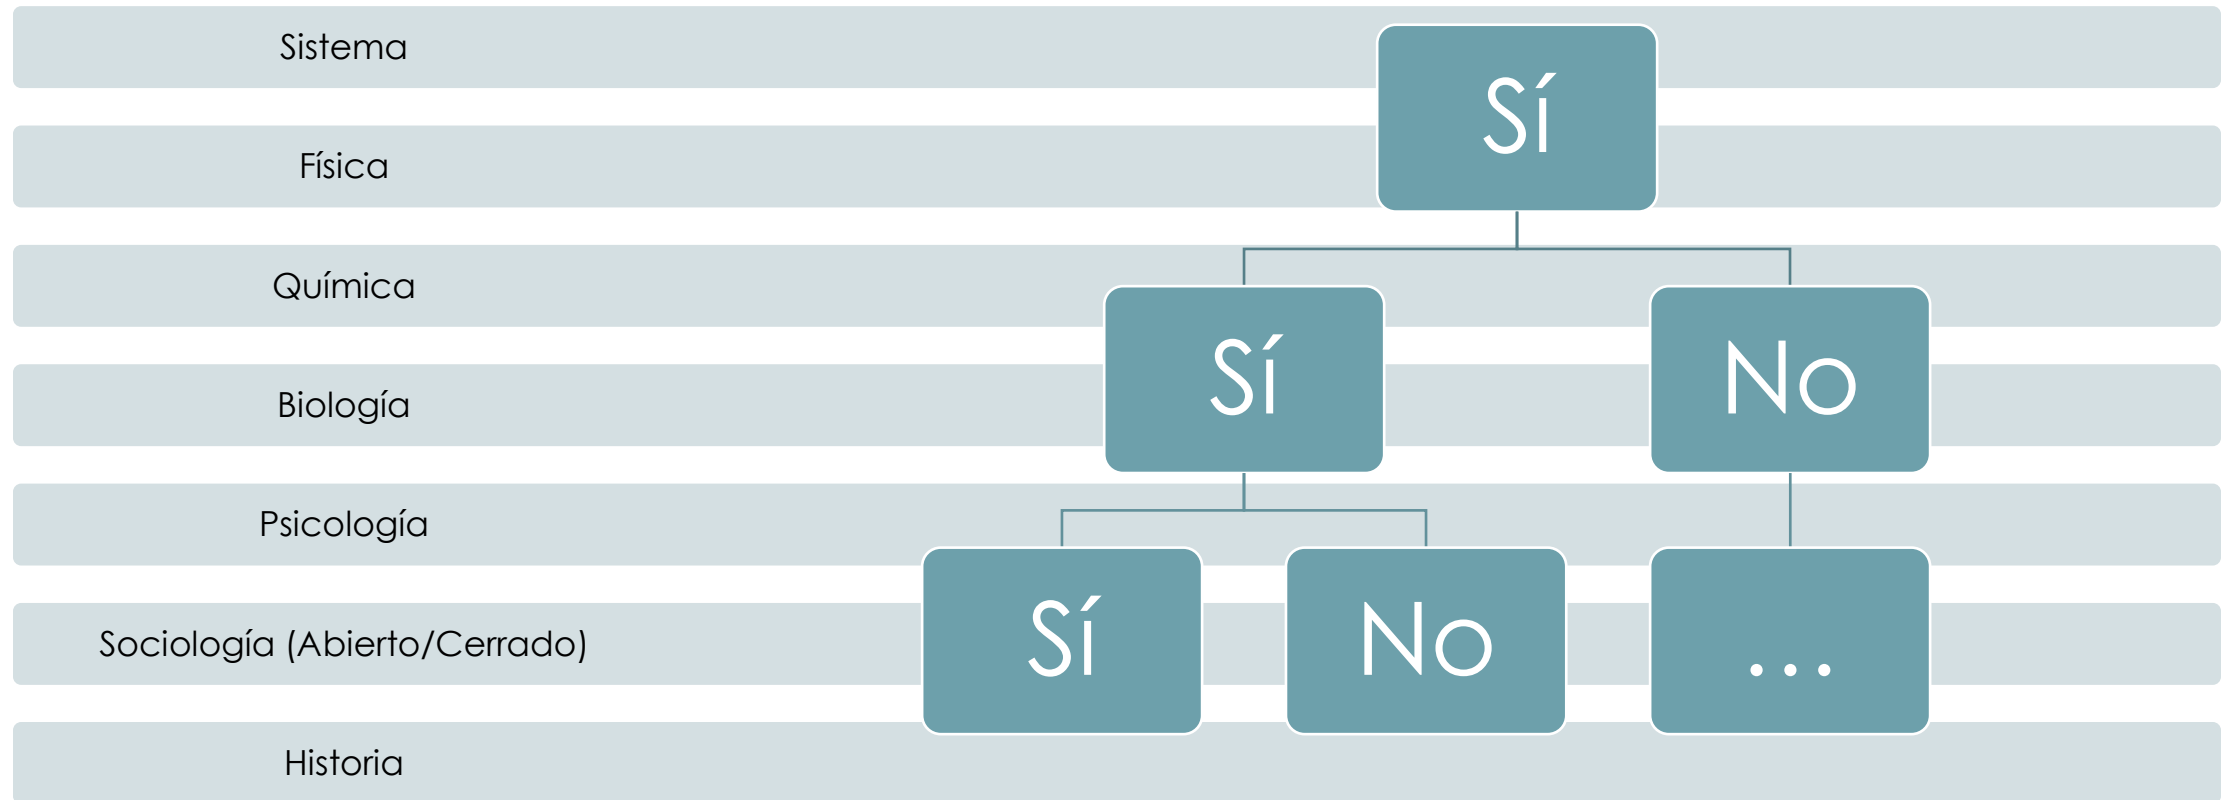 Sistema
Sí
Física
Química
Sí
No
Biología
Psicología
Sí
No
...
Sociología (Abierto/Cerrado)
Historia